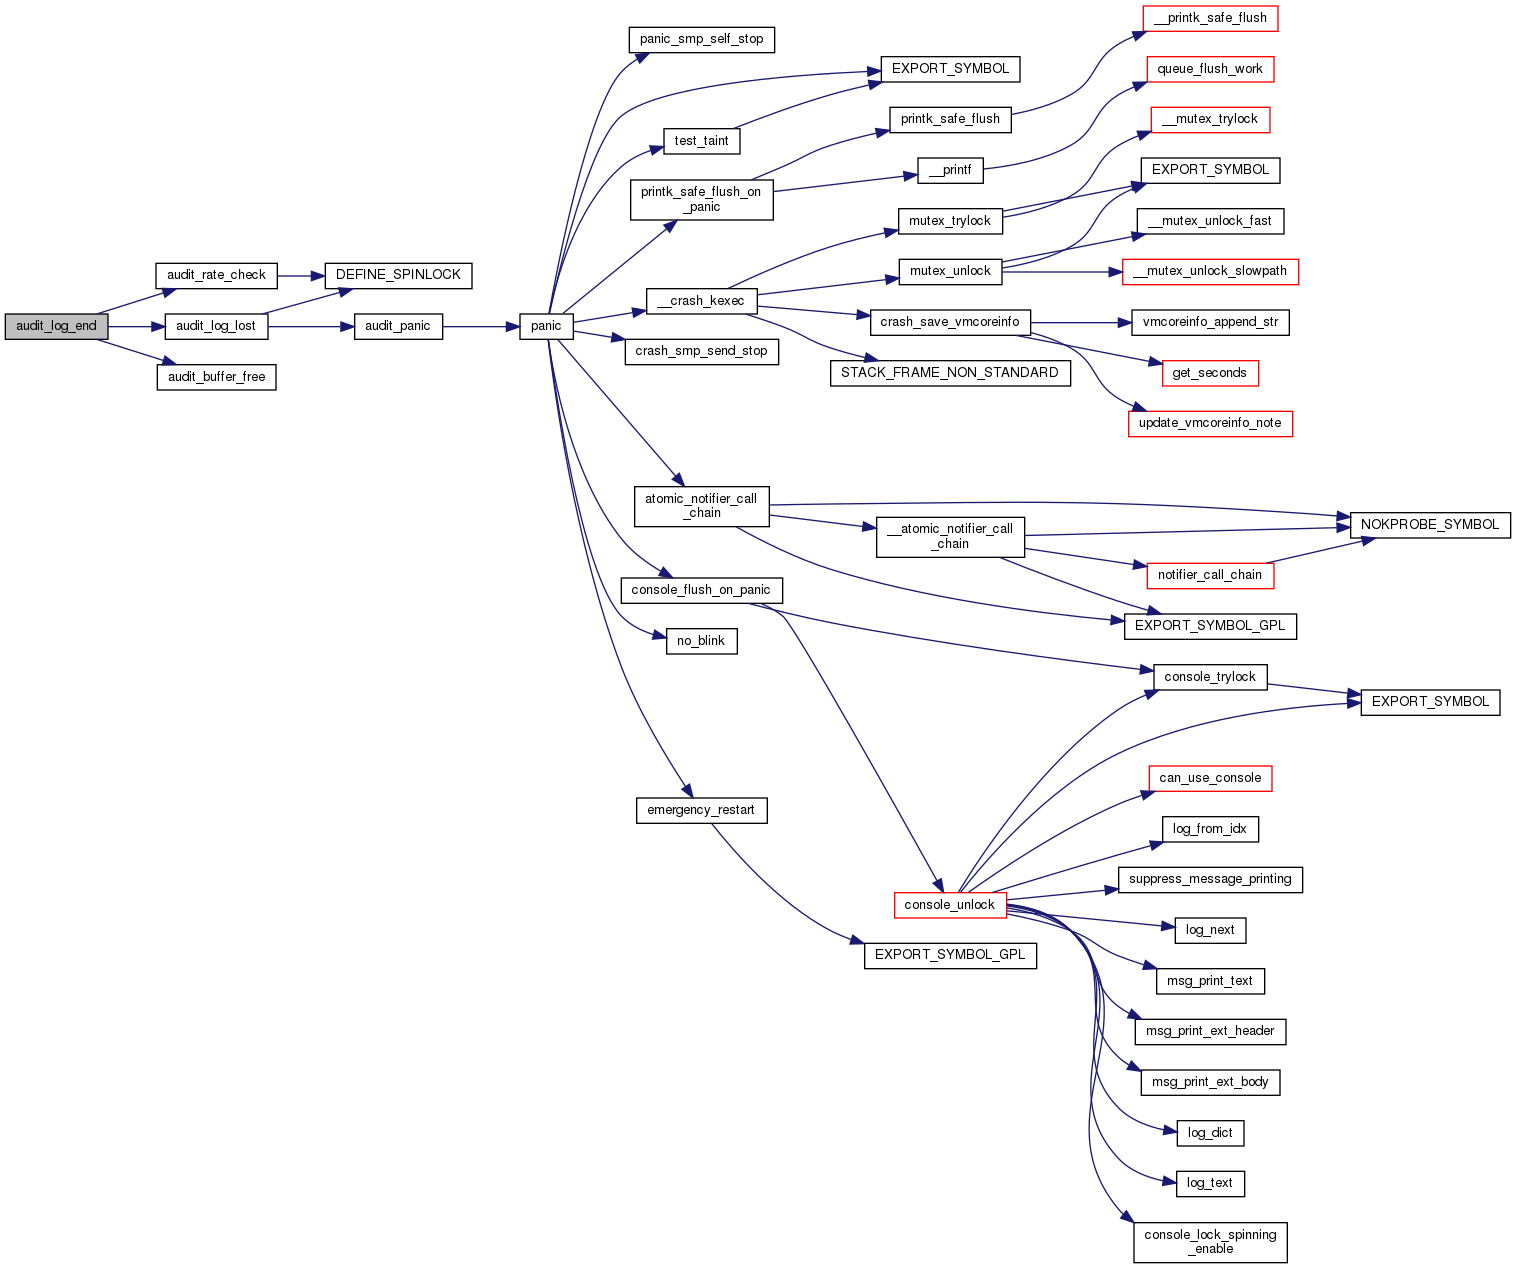 audit_log_end
audit_rate_check
audit_log_lost
audit_buffer_free
DEFINE_SPINLOCK
audit_panic
panic
panic_smp_self_stop
EXPORT_SYMBOL
test_taint
printk_safe_flush_on
_panic
printk_safe_flush
__printf
__printk_safe_flush
queue_flush_work
__mutex_trylock
EXPORT_SYMBOL
__mutex_unlock_fast
__mutex_unlock_slowpath
mutex_trylock
mutex_unlock
__crash_kexec
crash_save_vmcoreinfo
STACK_FRAME_NON_STANDARD
vmcoreinfo_append_str
get_seconds
update_vmcoreinfo_note
crash_smp_send_stop
atomic_notifier_call
_chain
__atomic_notifier_call
_chain
NOKPROBE_SYMBOL
notifier_call_chain
EXPORT_SYMBOL_GPL
console_flush_on_panic
no_blink
console_trylock
EXPORT_SYMBOL
emergency_restart
EXPORT_SYMBOL_GPL
console_unlock
can_use_console
log_from_idx
suppress_message_printing
log_next
msg_print_text
msg_print_ext_header
msg_print_ext_body
log_dict
log_text
console_lock_spinning
_enable